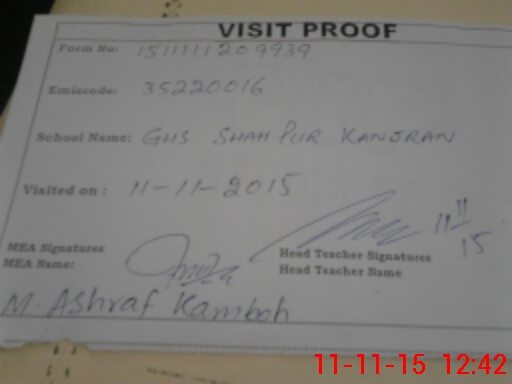 VISIT PROOF
Form No: 1511111209939
Emiscode: 35220016
School Name: GHS SHAH PUR KANJRAN
Visited on : 11-11-2015
MEA Signatures
MEA Name:
M. Ashraf Kamboh
Head Teacher Signatures 11/11/15
Head Teacher Name
11-11-15 12:42